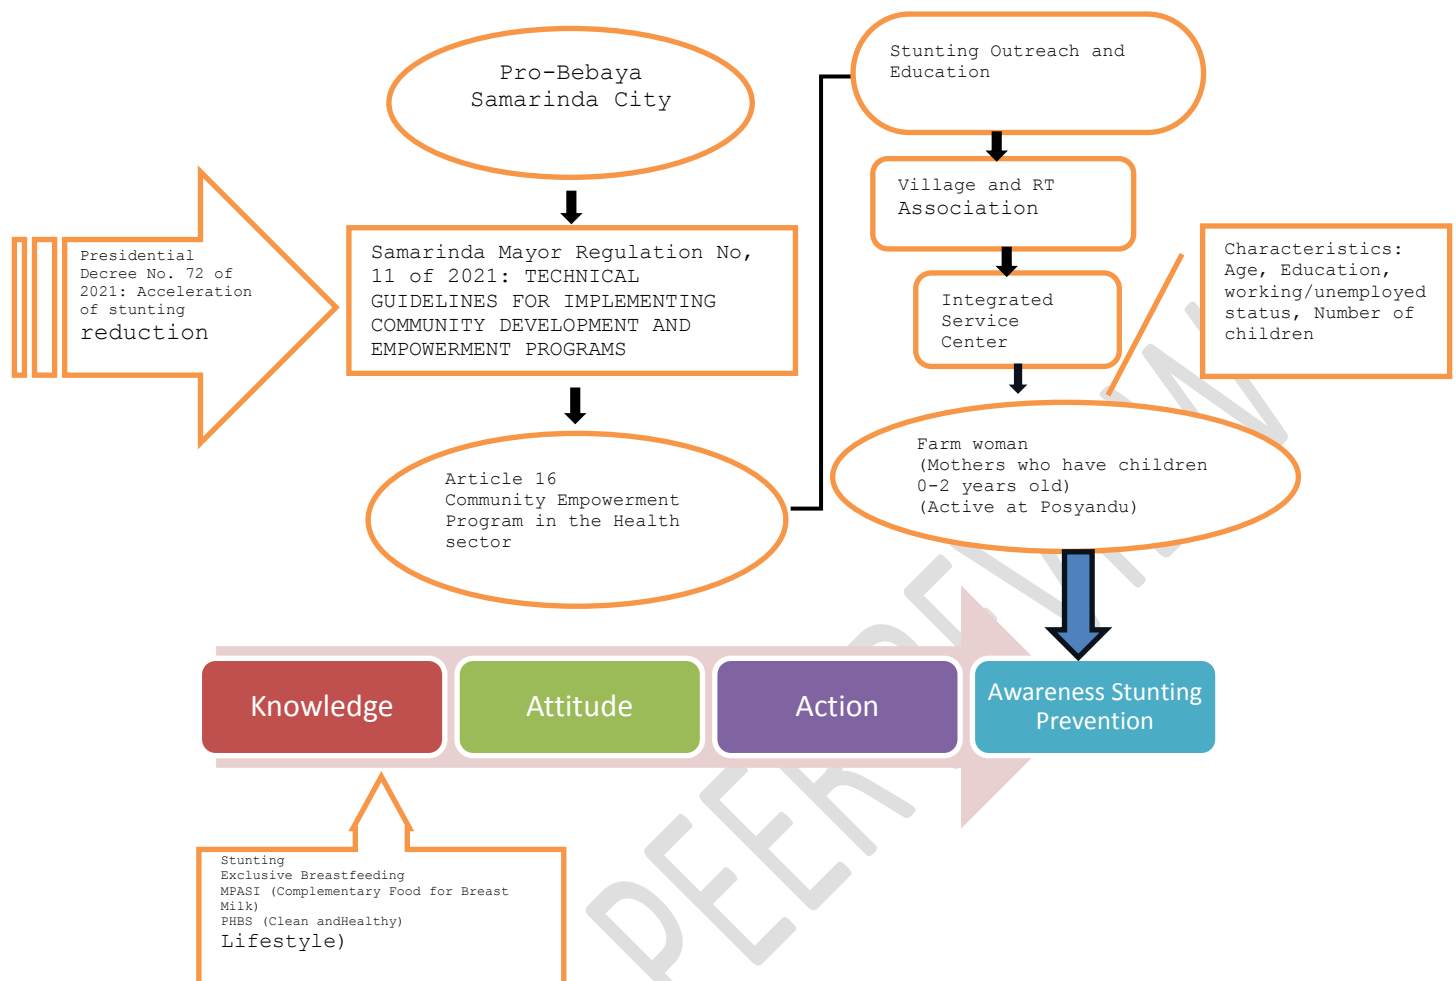 Pro-Bebaya
Samarinda City
Presidential
Decree No. 72 of
2021: Acceleration
of stunting
reduction
Samarinda Mayor Regulation No,
11 of 2021: TECHNICAL
GUIDELINES FOR IMPLEMENTING
COMMUNITY DEVELOPMENT AND
EMPOWERMENT PROGRAMS
Article 16
Community Empowerment
Program in the Health
sector
Stunting Outreach and
Education
Village and RT
Association
Integrated
Service
Center
Characteristics:
Age, Education,
working/unemployed
status, Number of
children
Farm woman
(Mothers who have children
0-2 years old)
(Active at Posyandu)
Knowledge
Attitude
Action
Awareness Stunting
Prevention
Stunting
Exclusive Breastfeeding
MPASI (Complementary Food for Breast
Milk)
PHBS (Clean andHealthy)
Lifestyle)